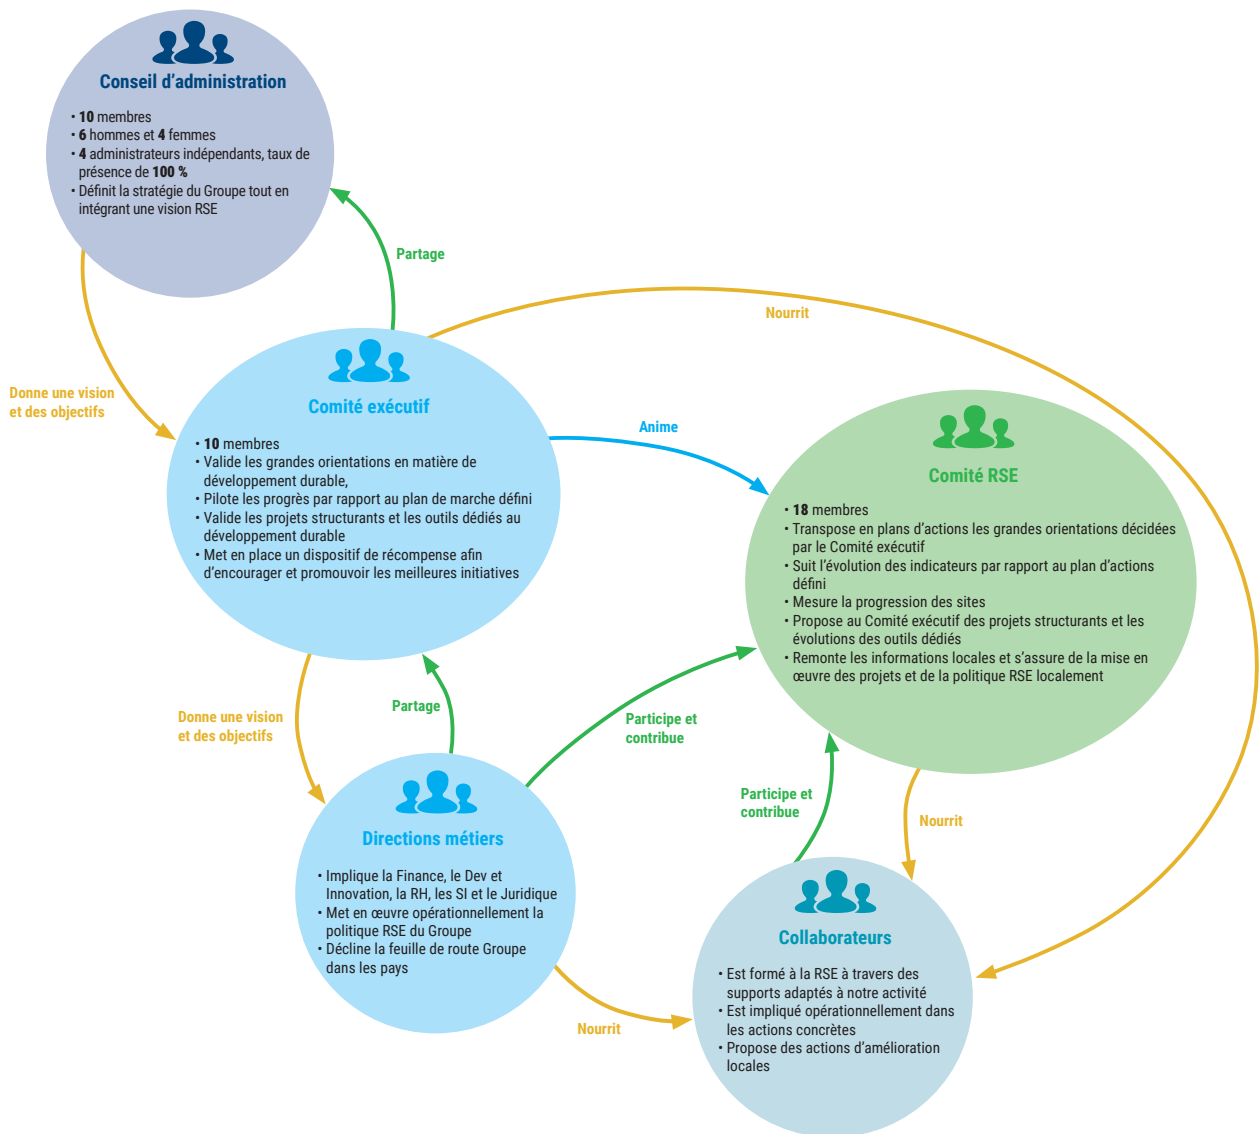 Conseil d'administration
• 10 membres
• 6 hommes et 4 femmes
• 4 administrateurs indépendants, taux de
présence de 100 %
• Définit la stratégie du Groupe tout en
intégrant une vision RSE
Partage
Nourrit
Donne une vision
et des objectifs
Comité exécutif
• 10 membres
• Valide les grandes orientations en matière de
développement durable,
• Pilote les progrès par rapport au plan de marche défini
• Valide les projets structurants et les outils dédiés au
développement durable
• Met en place un dispositif de récompense afin
d'encourager et promouvoir les meilleures initiatives
Anime
Comité RSE
• 18 membres
• Transpose en plans d'actions les grandes orientations décidées
par le Comité exécutif
• Suit l'évolution des indicateurs par rapport au plan d'actions
défini
• Mesure la progression des sites
• Propose au Comité exécutif des projets structurants et les
évolutions des outils dédiés
• Remonte les informations locales et s'assure de la mise en
œuvre des projets et de la politique RSE localement
Donne une vision
et des objectifs
Partage
Participe et
contribue
Participe et
contribue
Nourrit
Directions métiers
• Implique la Finance, le Dev et
Innovation, la RH, les SI et le Juridique
• Met en œuvre opérationnellement la
politique RSE du Groupe
• Décline la feuille de route Groupe
dans les pays
Nourrit
Collaborateurs
• Est formé à la RSE à travers des
supports adaptés à notre activité
• Est impliqué opérationnellement dans
les actions concrètes
• Propose des actions d'amélioration
locales